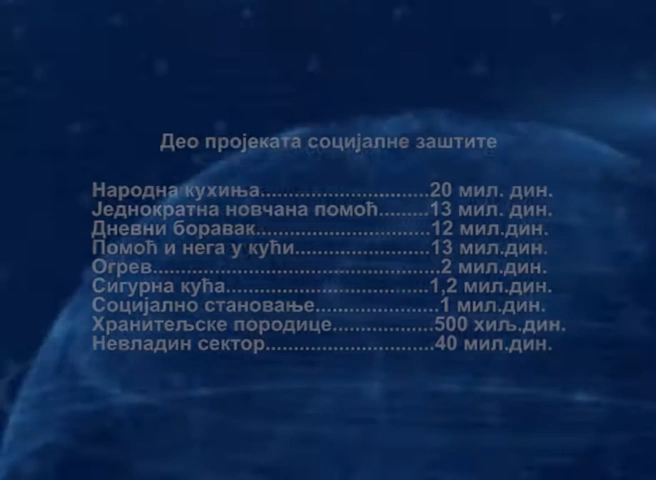 Део пројеката социјалне заштите
Народна кухиња..............................20 мил. дин.
Једнократна новчана помоћ.........13 мил. дин.
Дневни боравак...............................12 мил.дин.
Помоћ и нега у кући........................13 мил.дин.
Огрев...................................................2 мил.дин.
Сигурна кућа....................................1,2 мил.дин.
Социјално становање......................1 мил.дин.
Хранитељске породице..................500 хиљ.дин.
Невладин сектор..............................40 мил.дин.